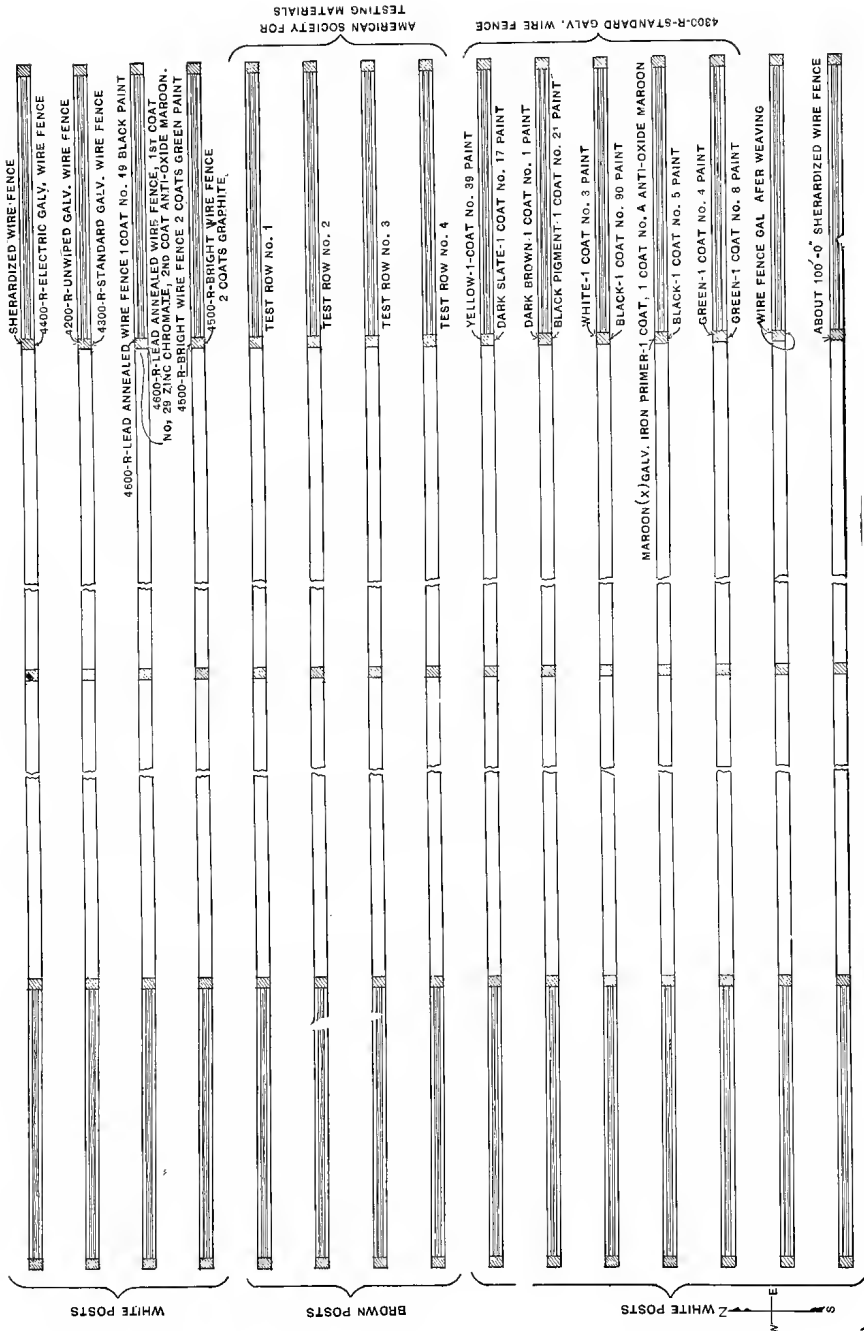 SHERARDIZED WIRE FENCE
4400-R-ELECTRIC GALV. WIRE FENCE
4200-R-UNWIPED GALV. WIRE FENCE
4300-R-STANDARD GALV. WIRE FENCE
4600-R-LEAD ANNEALED WIRE FENCE 1 COAT No. 49 BLACK PAINT
4600-R-LEAD ANNEALED WIRE FENCE, 1ST COAT
No, 29 ZINC CHROMATE, 2ND COAT ANTI-OXIDE MAROON.
4500-R-BRIGHT WIRE FENCE 2 COATS GREEN PAINT
4500-R-BRIGHT WIRE FENCE
2 COATS GRAPHITE
WHITE POSTS
AMERICAN SOCIETY FOR
TESTING MATERIALS
TEST ROW No. 1
TEST ROW No. 2
TEST ROW No. 3
TEST ROW No. 4
BROWN POSTS
4300-R-STANDARD GALV. WIRE FENCE
YELLOW-1-COAT No. 39 PAINT
DARK SLATE-1 COAT No. 17 PAINT
DARK BROWN-1 COAT No. 1 PAINT
BLACK PIGMENT-1 COAT No. 21 PAINT
WHITE-1 COAT No. 3 PAINT
BLACK-1 COAT No. 90 PAINT
MAROON(X)GALV. IRON PRIMER-1 COAT, 1 COAT No. A ANTI-OXIDE MAROON
BLACK-1 COAT No. 5 PAINT
GREEN-1 COAT No. 4 PAINT
GREEN-1 COAT No. 8 PAINT
WIRE FENCE GAL AFER WEAVING
ABOUT 100'-0" SHERARDIZED WIRE FENCE
WHITE POSTS
N
E
S